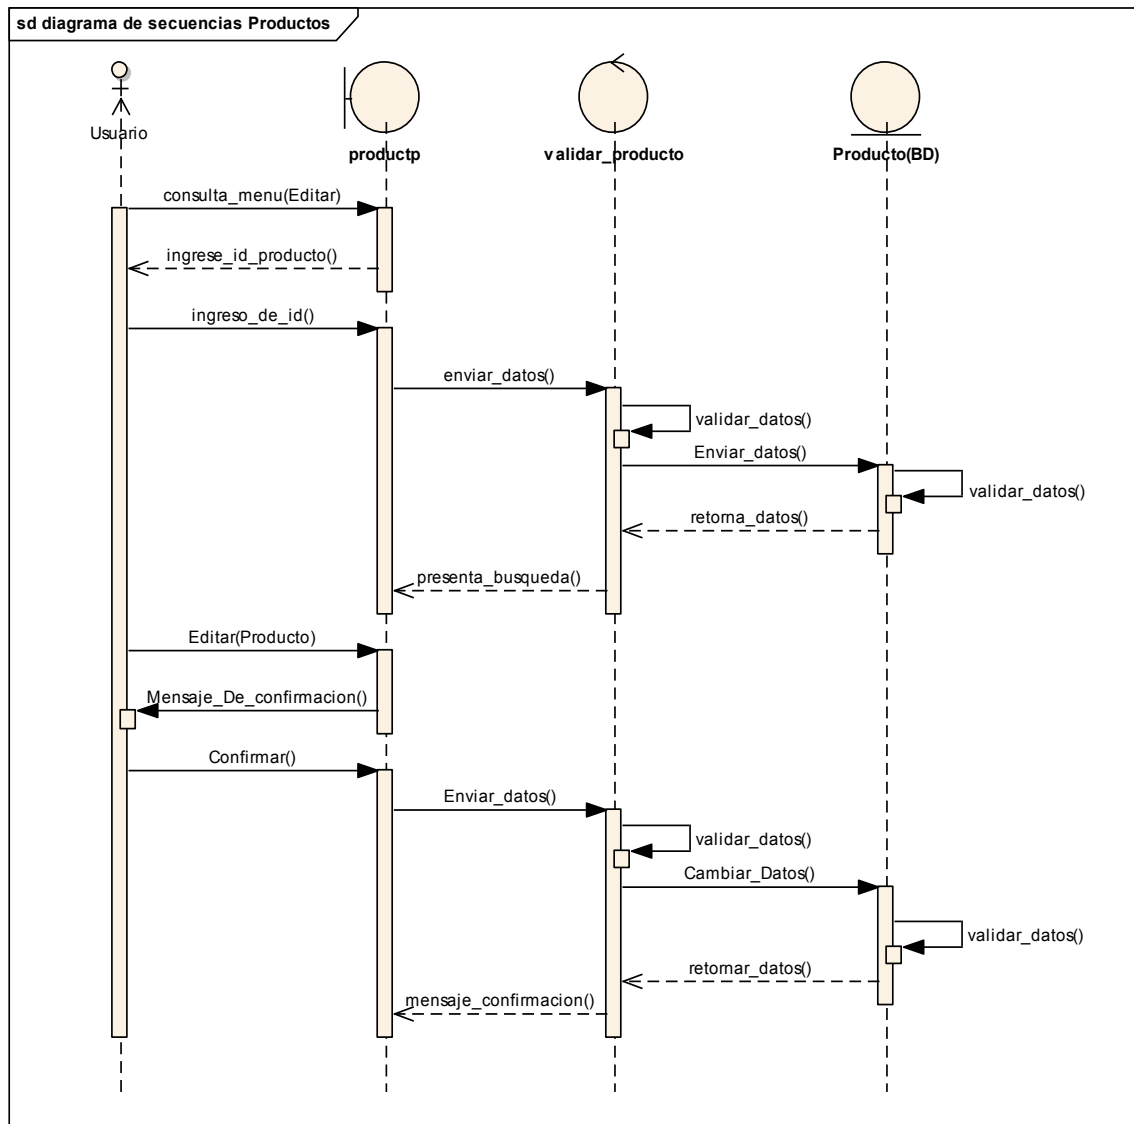 sd diagrama de secuencias Productos
Usuario
productp
validar_producto
Producto(BD)
consulta_menu(Editar)
ingrese_id_producto()
ingreso_de_id()
enviar_datos()
validar_datos()
Enviar_datos()
validar_datos()
retorna_datos()
presenta_busqueda()
Editar(Producto)
Mensaje_De_confirmacion()
Confirmar()
Enviar_datos()
validar_datos()
Cambiar_Datos()
validar_datos()
retornar_datos()
mensaje_confirmacion()